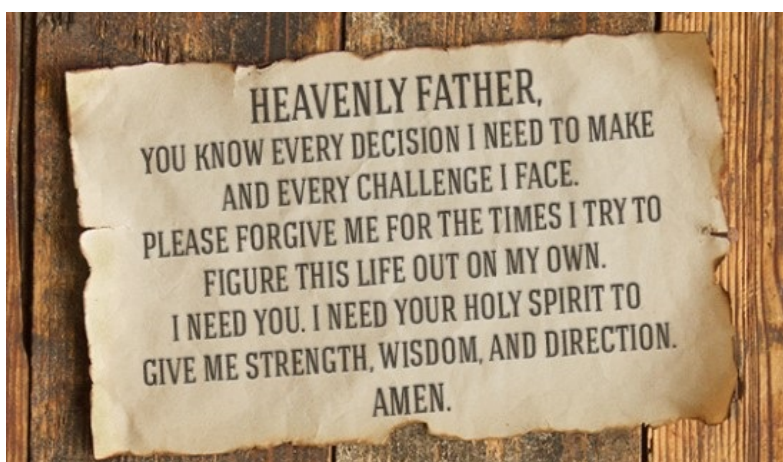 HEAVENLY FATHER,
YOU KNOW EVERY DECISION I NEED TO MAKE
AND EVERY CHALLENGE I FACE.
PLEASE FORGIVE ME FOR THE TIMES I TRY TO
FIGURE THIS LIFE OUT ON MY OWN.
I NEED YOU. I NEED YOUR HOLY SPIRIT TO
GIVE ME STRENGTH, WISDOM, AND DIRECTION.
AMEN.